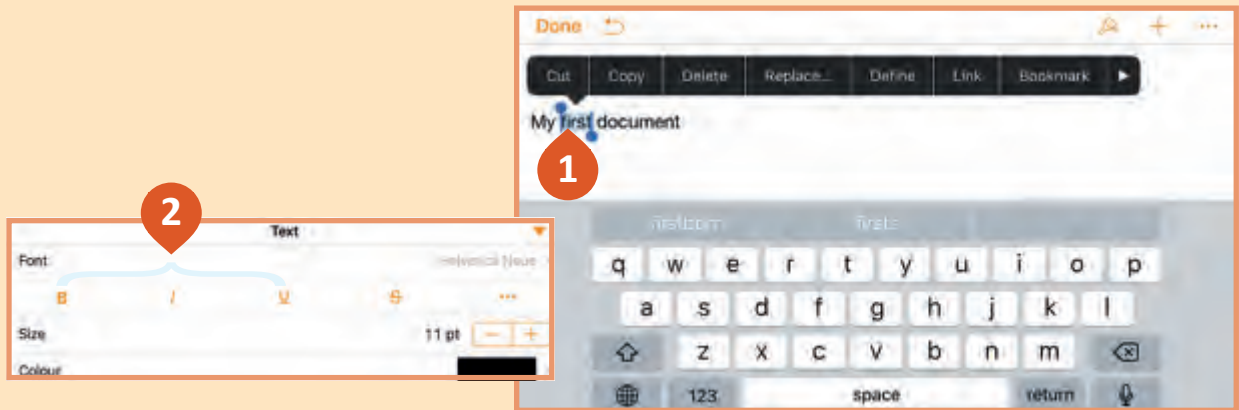 Done
Cut Copy Delete Replace... Define Link Bookmark
My first document
1
2
Text
Font Helvetica Neue
B I U S
Size 11 pt - +
Colour
firsts
q w e r t y u i o p
a s d f g h j k l
z x c v b n m
123 space return